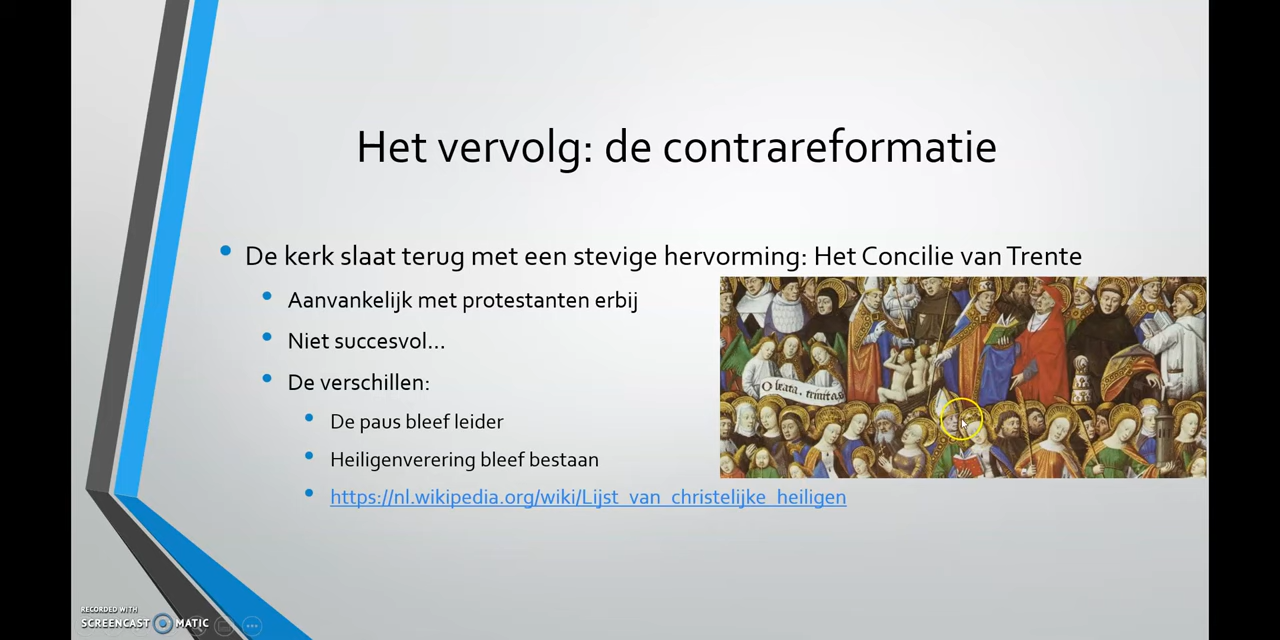 Het vervolg: de contrareformatie
De kerk slaat terug met een stevige hervorming: Het Concilie van Trente
Aanvankelijk met protestanten erbij
Niet succesvol...
De verschillen:
De paus bleef leider
Heiligenverering bleef bestaan
https://nl.wikipedia.org/wiki/Lijst_van_christelijke_heiligen
O beata trinitas
RECORDED WITH
SCREENCAST MATIC